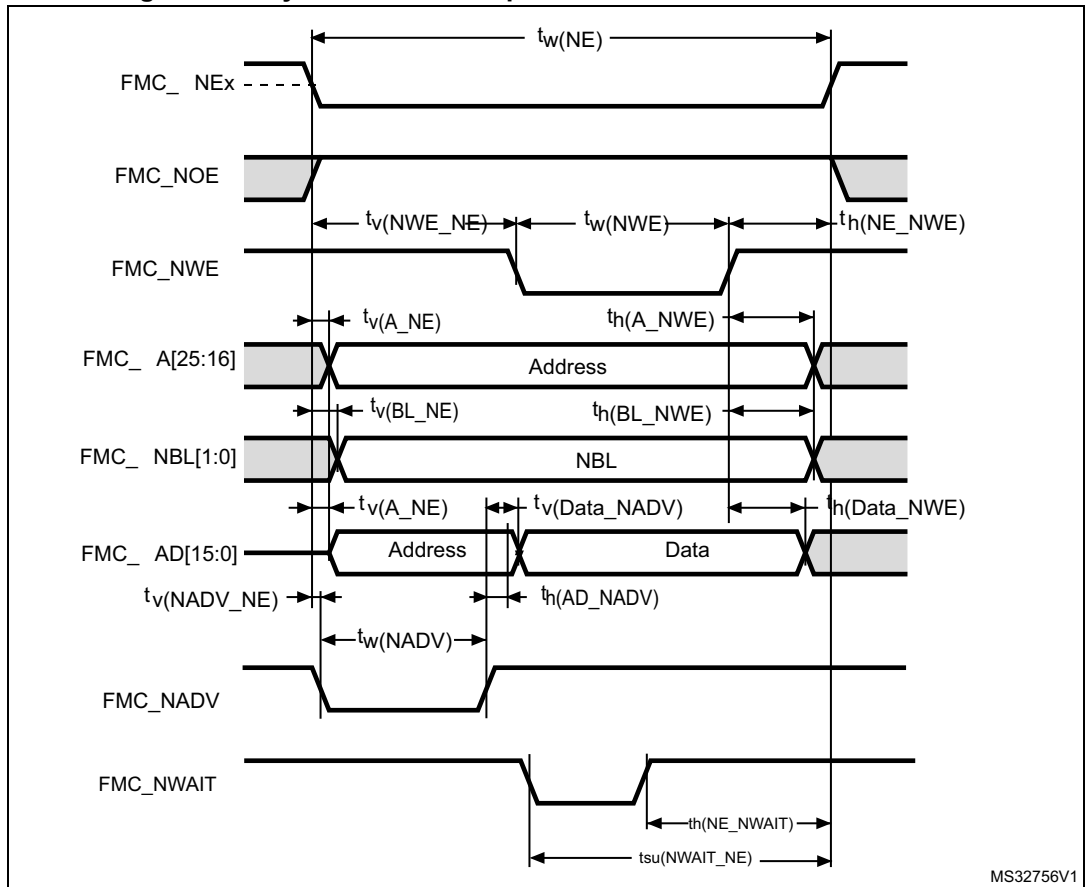 tw(NE)
FMC_ NEx
FMC_NOE
tv(NWE_NE) tw(NWE) th(NE_NWE)
FMC_NWE
tv(A_NE) th(A_NWE)
FMC_ A[25:16] Address
tv(BL_NE) th(BL_NWE)
FMC_ NBL[1:0] NBL
tv(A_NE) tv(Data_NADV) th(Data_NWE)
FMC_ AD[15:0] Address Data
tv(NADV_NE) th(AD_NADV)
tw(NADV)
FMC_NADV
FMC_NWAIT
th(NE_NWAIT)
tsu(NWAIT_NE)
MS32756V1